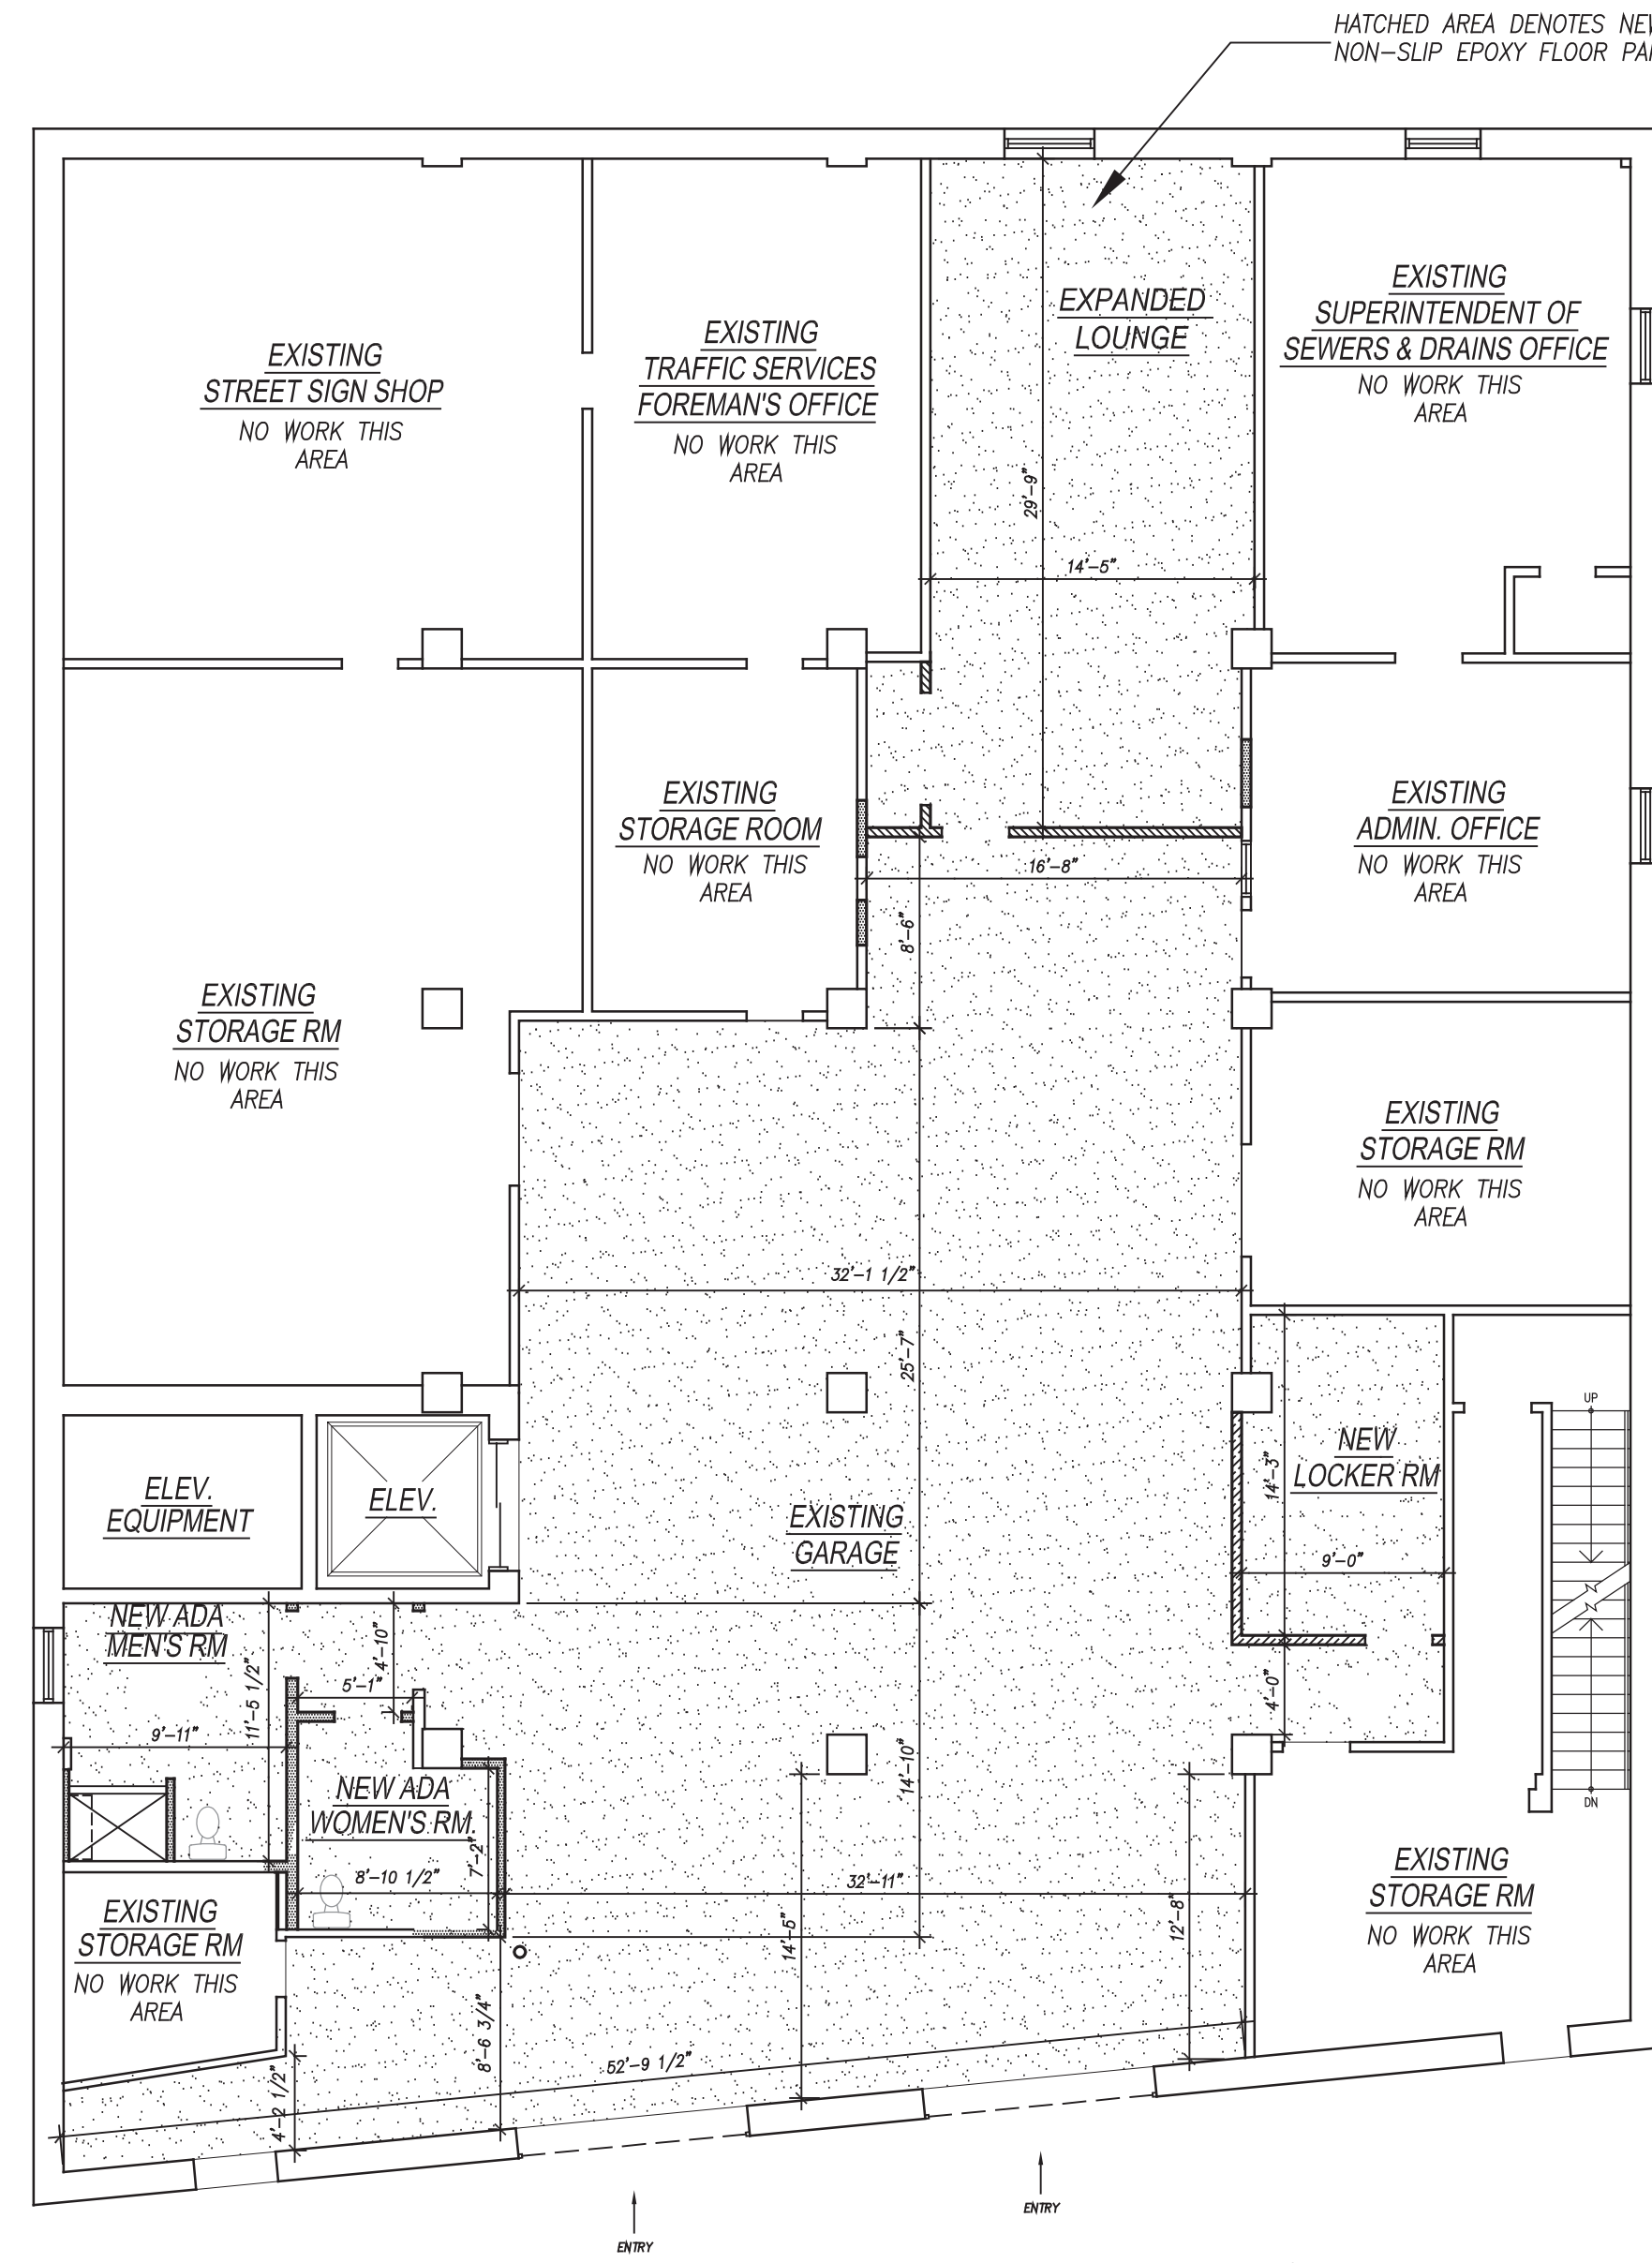 HATCHED AREA DENOTES NEW
NON-SLIP EPOXY FLOOR PAI
EXISTING
STREET SIGN SHOP
NO WORK THIS
AREA
EXISTING
TRAFFIC SERVICES
FOREMAN'S OFFICE
NO WORK THIS
AREA
EXPANDED
LOUNGE
EXISTING
SUPERINTENDENT OF
SEWERS & DRAINS OFFICE
NO WORK THIS
AREA
29'-9"
14'-5"
EXISTING
STORAGE ROOM
NO WORK THIS
AREA
EXISTING
ADMIN. OFFICE
NO WORK THIS
AREA
16'-8"
8'-6"
EXISTING
STORAGE RM
NO WORK THIS
AREA
EXISTING
STORAGE RM
NO WORK THIS
AREA
32'-1 1/2"
25'-7"
UP
NEW
LOCKER RM
14'-3"
9'-0"
ELEV.
EQUIPMENT
ELEV.
EXISTING
GARAGE
NEW ADA
MEN'S RM
11'-5 1/2"
4'-10"
5'-1"
9'-11"
4'-0"
14'-10"
NEW ADA
WOMEN'S RM.
7'-2"
8'-10 1/2"
32'-11"
14'-5"
12'-8"
DN
EXISTING
STORAGE RM
NO WORK THIS
AREA
EXISTING
STORAGE RM
NO WORK THIS
AREA
8'-6 3/4"
52'-9 1/2"
4'-2 1/2"
ENTRY
ENTRY